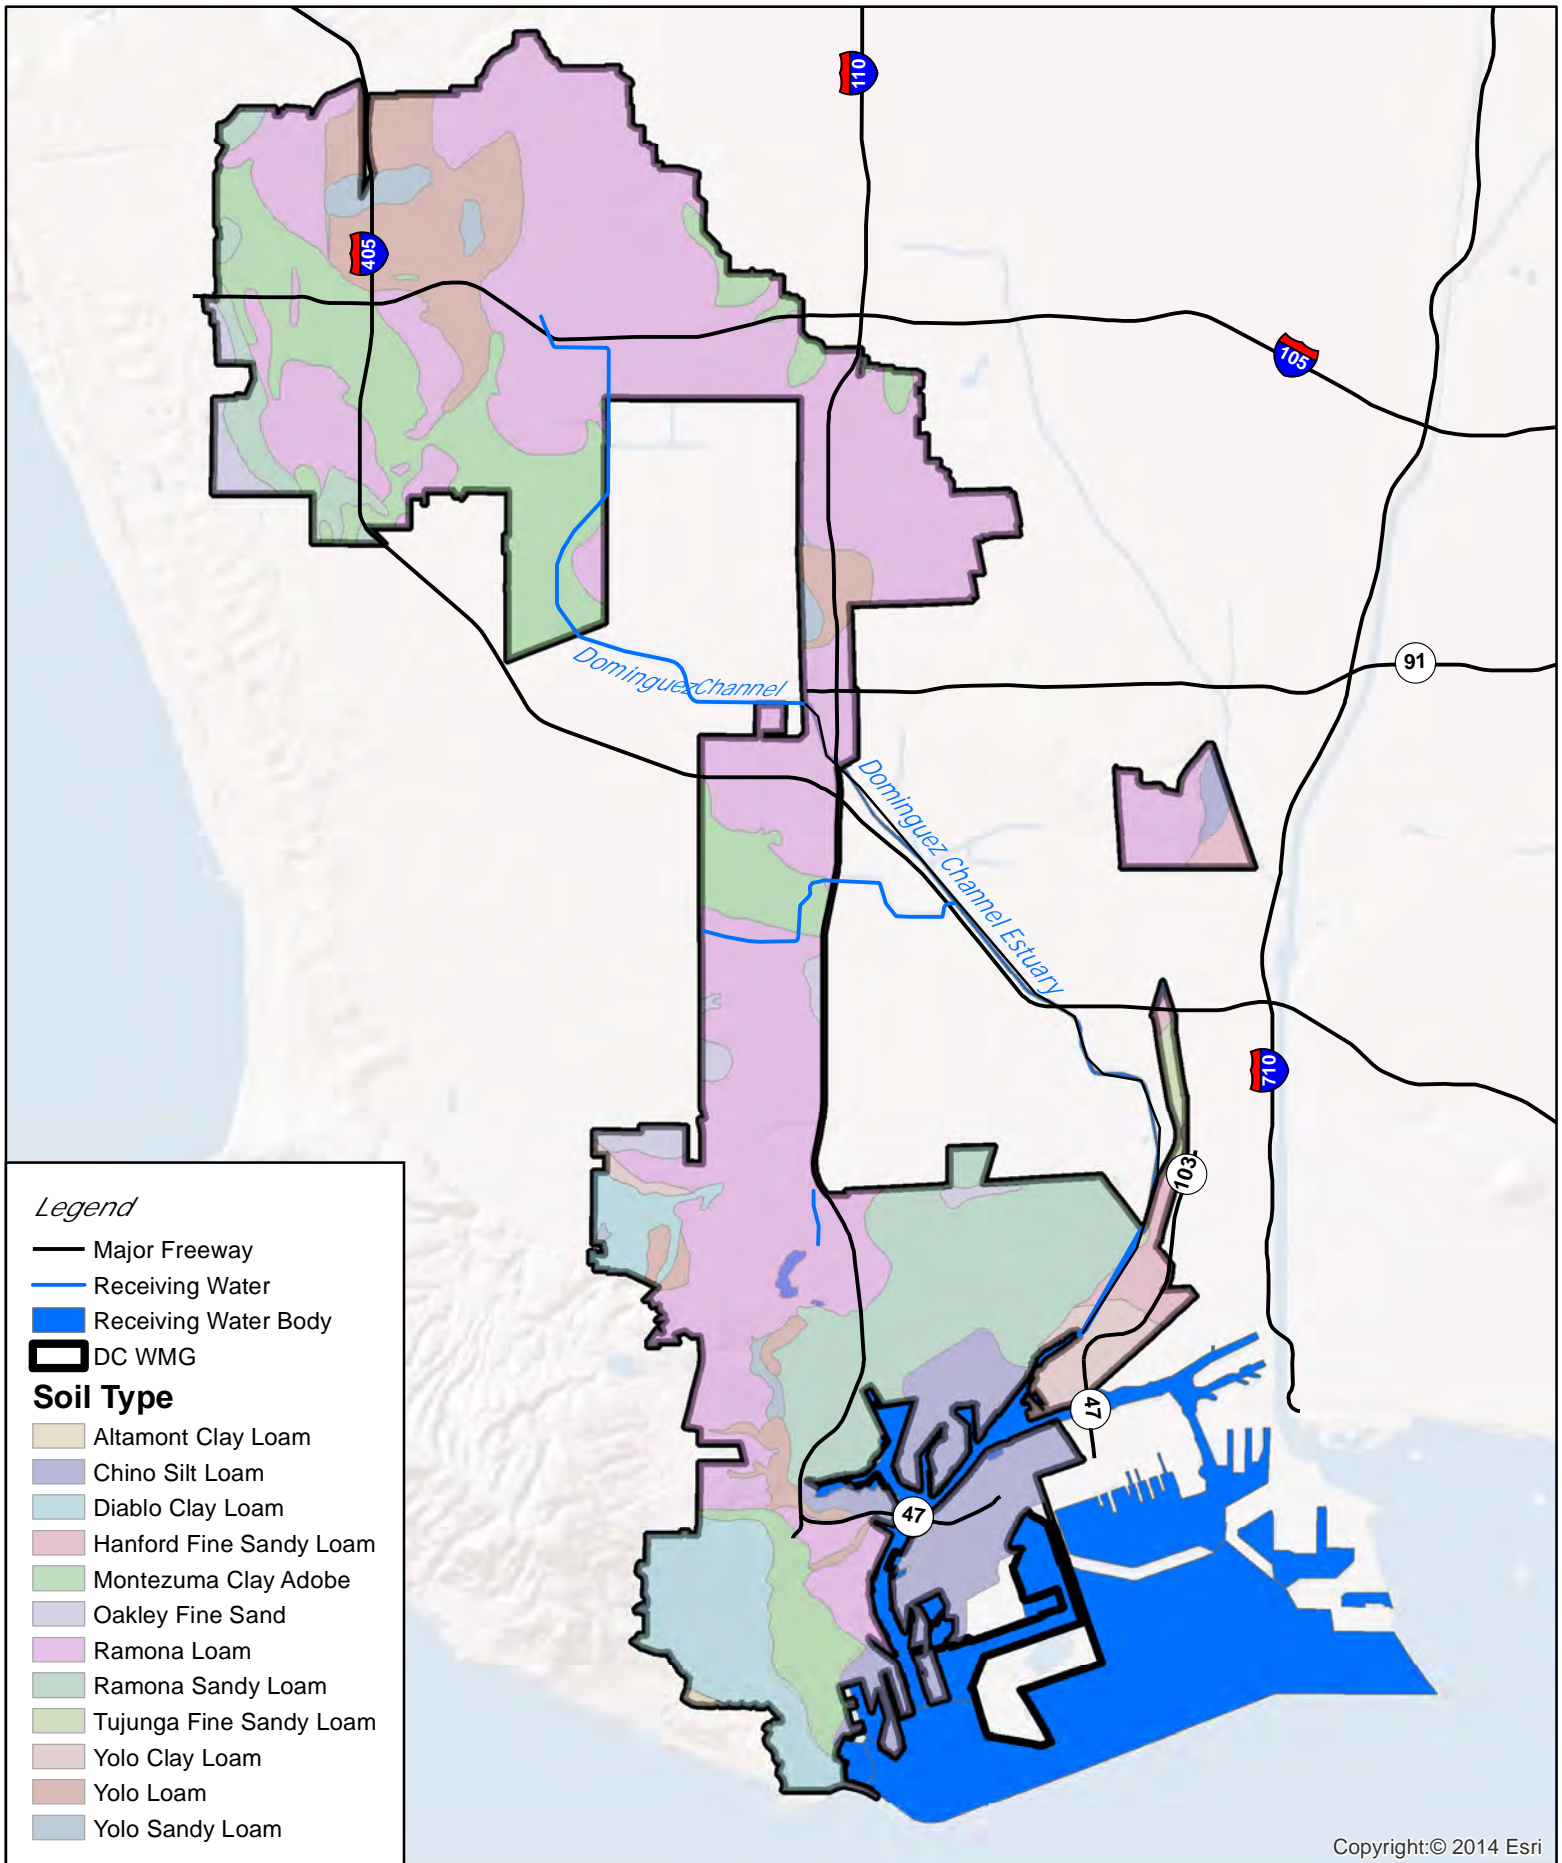 110
405
105
91
Dominguez Channel
Dominguez Channel Estuary
710
103
47
47
Legend
Major Freeway
Receiving Water
Receiving Water Body
DC WMG
Soil Type
Altamont Clay Loam
Chino Silt Loam
Diablo Clay Loam
Hanford Fine Sandy Loam
Montezuma Clay Adobe
Oakley Fine Sand
Ramona Loam
Ramona Sandy Loam
Tujunga Fine Sandy Loam
Yolo Clay Loam
Yolo Loam
Yolo Sandy Loam
Copyright:© 2014 Esri